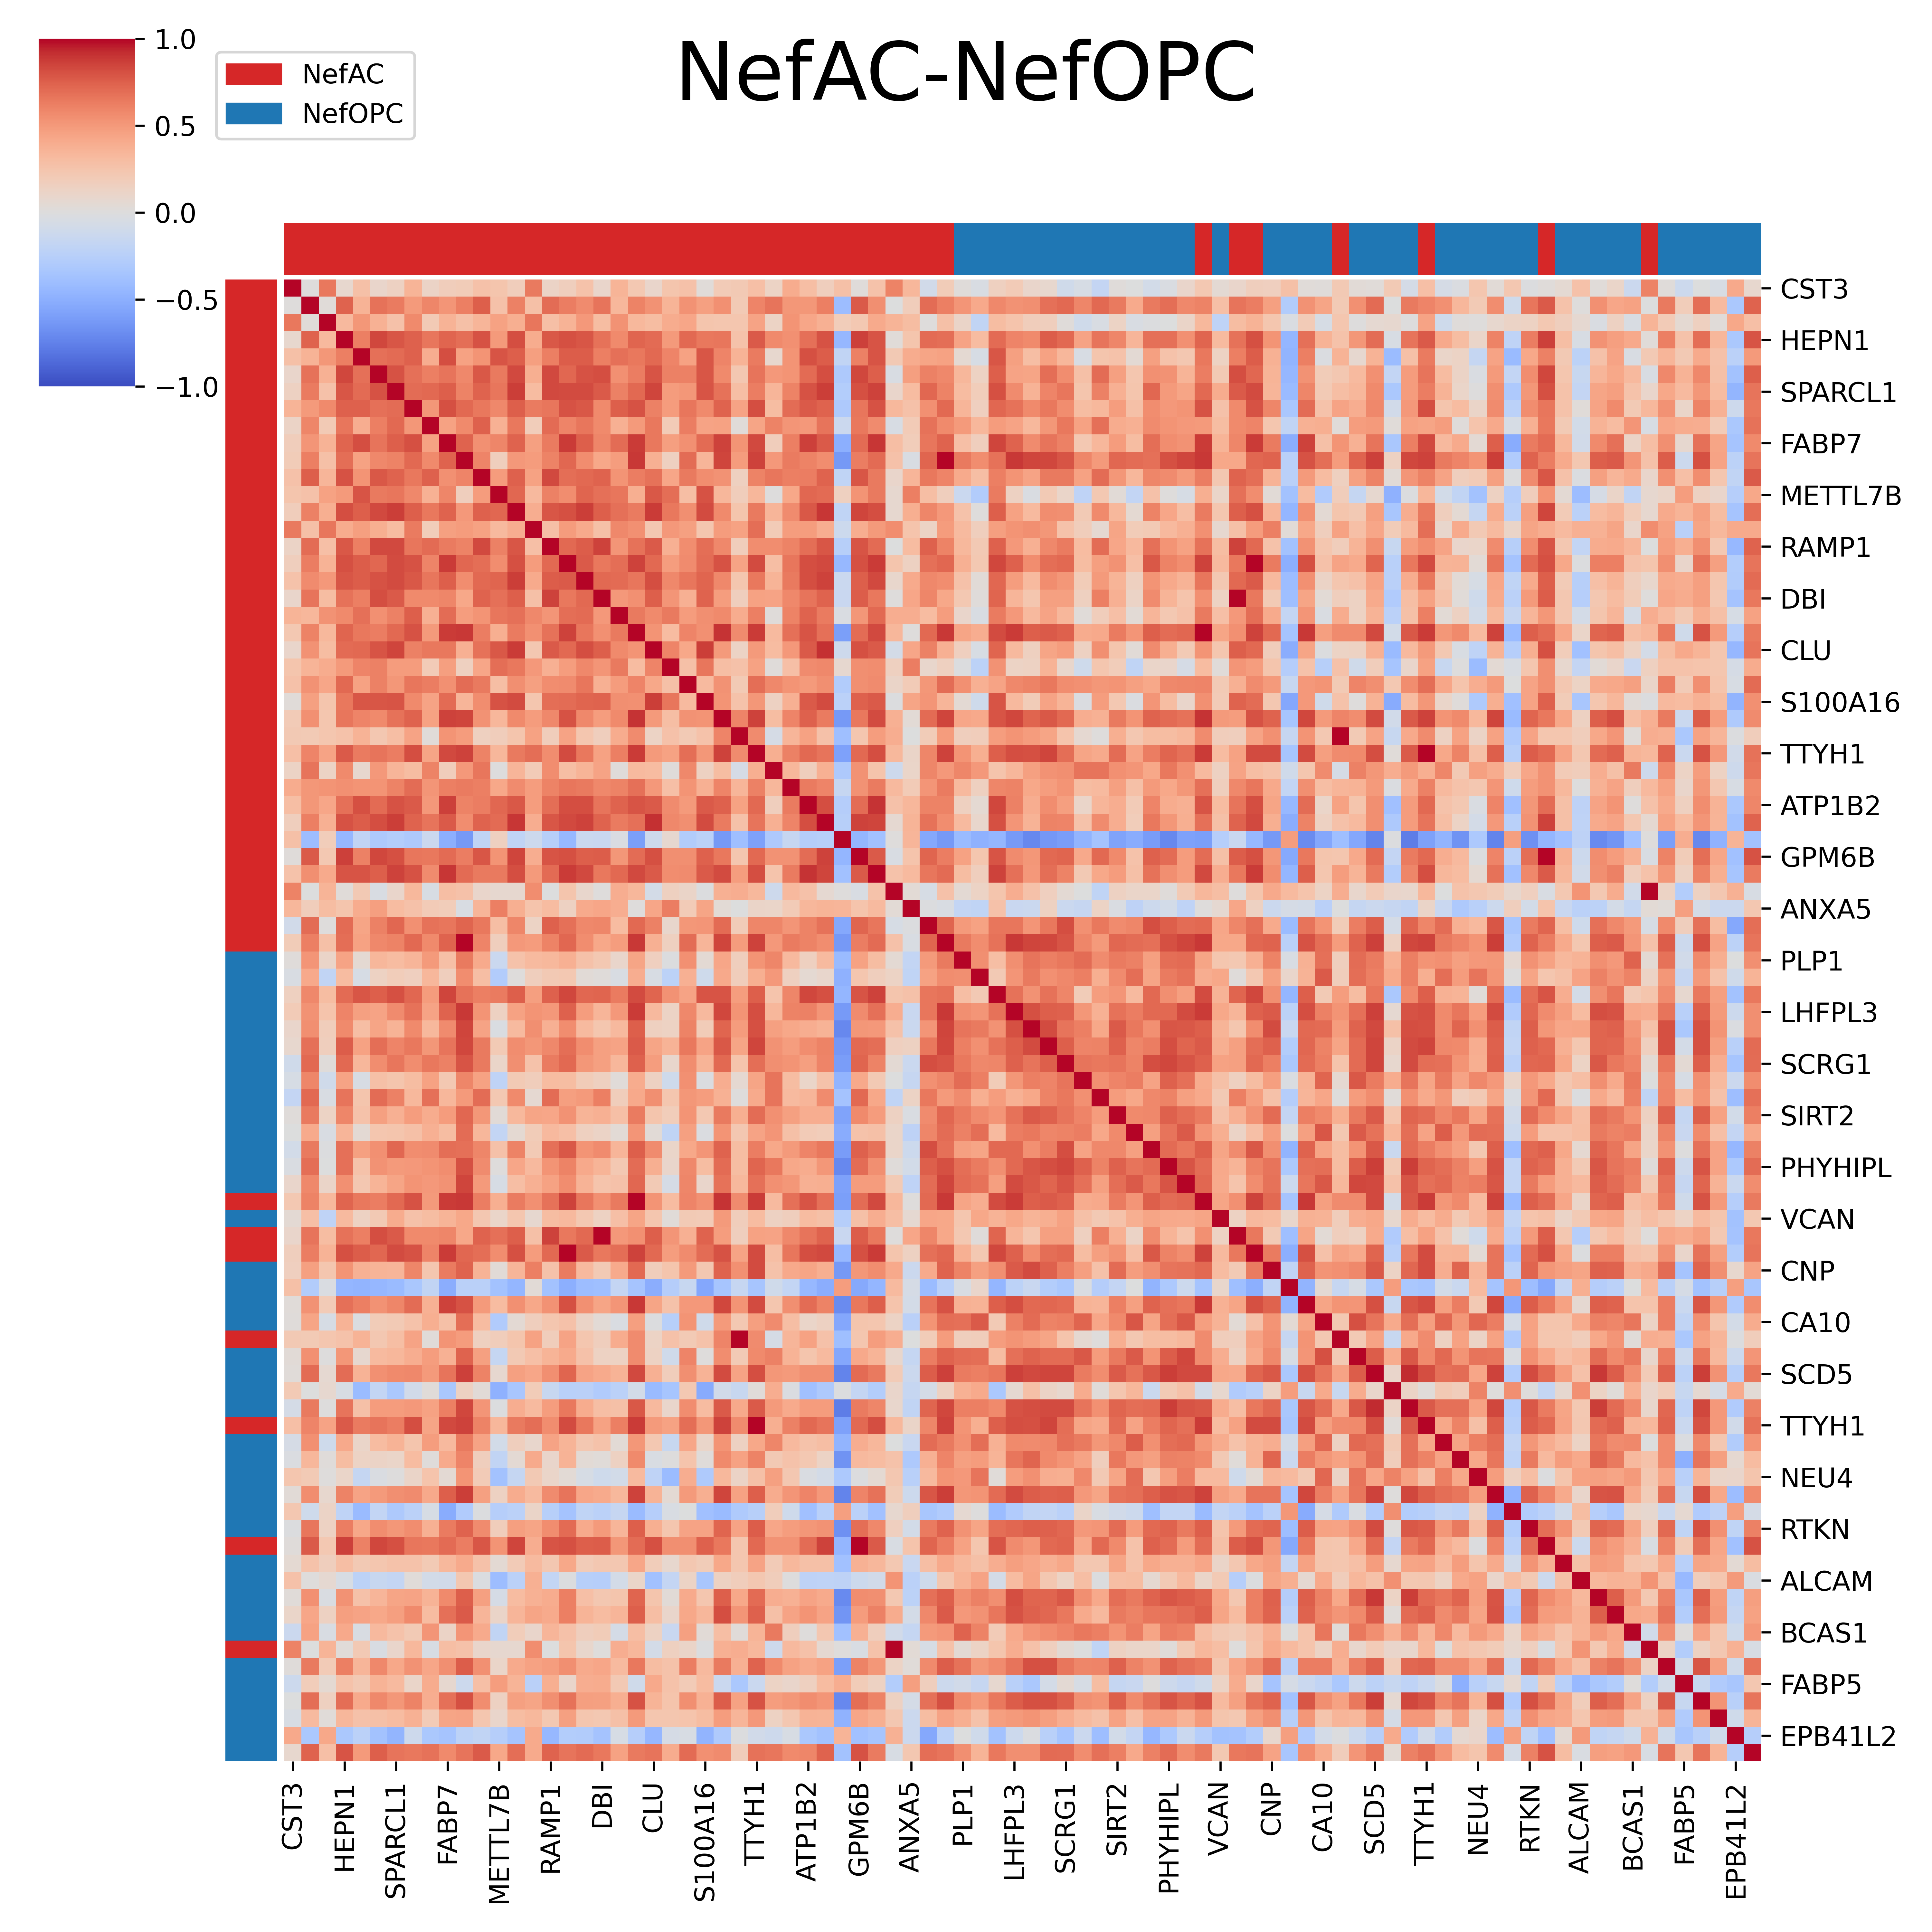 NefAC-NefOPC
1.0
0.5
0.0
−0.5
−1.0
NefAC
NefOPC
CST3
HEPN1
SPARCL1
FABP7
METTL7B
RAMP1
DBI
CLU
S100A16
TTYH1
ATP1B2
GPM6B
ANXA5
PLP1
LHFPL3
SCRG1
SIRT2
PHYHIPL
VCAN
CNP
CA10
SCD5
TTYH1
NEU4
RTKN
ALCAM
BCAS1
FABP5
EPB41L2
CST3
HEPN1
SPARCL1
FABP7
METTL7B
RAMP1
DBI
CLU
S100A16
TTYH1
ATP1B2
GPM6B
ANXA5
PLP1
LHFPL3
SCRG1
SIRT2
PHYHIPL
VCAN
CNP
CA10
SCD5
TTYH1
NEU4
RTKN
ALCAM
BCAS1
FABP5
EPB41L2